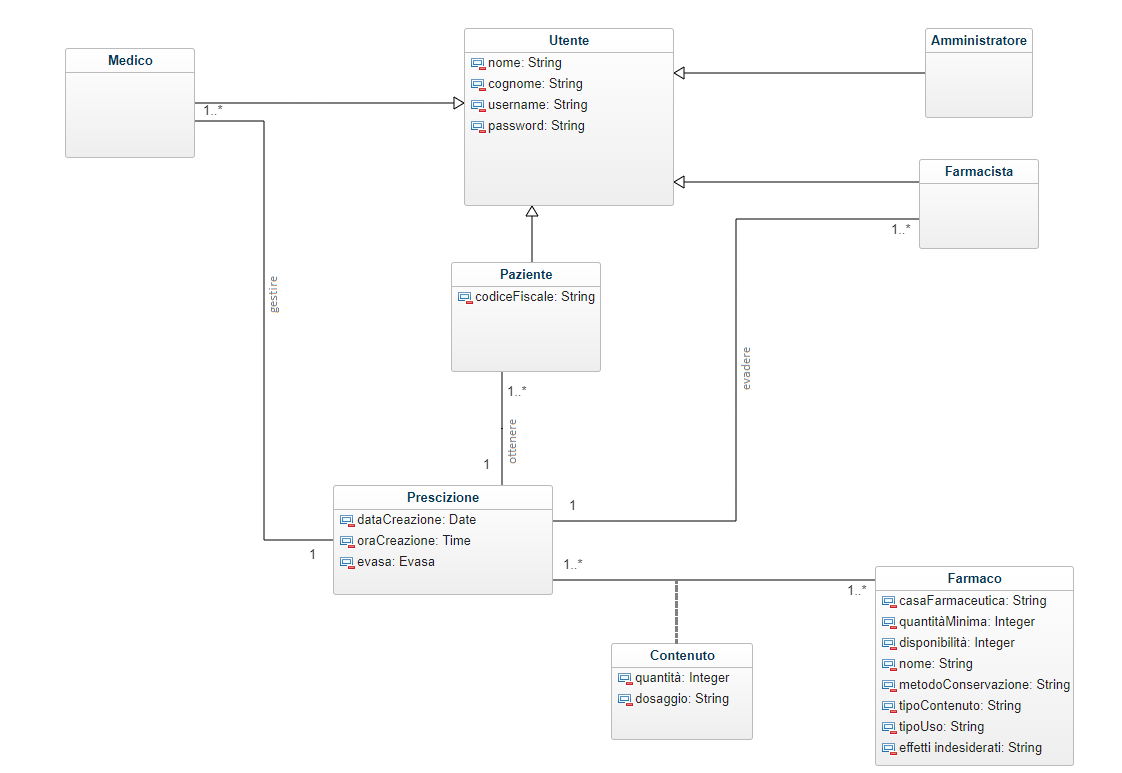 Medico
1..*
Utente
nome: String
cognome: String
username: String
password: String
Amministratore
Farmacista
1..*
gestire
Paziente
codiceFiscale: String
1..*
ottenere
1
evadere
Prescizione
dataCreazione: Date
oraCreazione: Time
evasa: Evasa
1
1
1..*
1..*
Contenuto
quantità: Integer
dosaggio: String
Farmaco
casaFarmaceutica: String
quantitàMinima: Integer
disponibilità: Integer
nome: String
metodoConservazione: String
tipoContenuto: String
tipoUso: String
effetti indesiderati: String